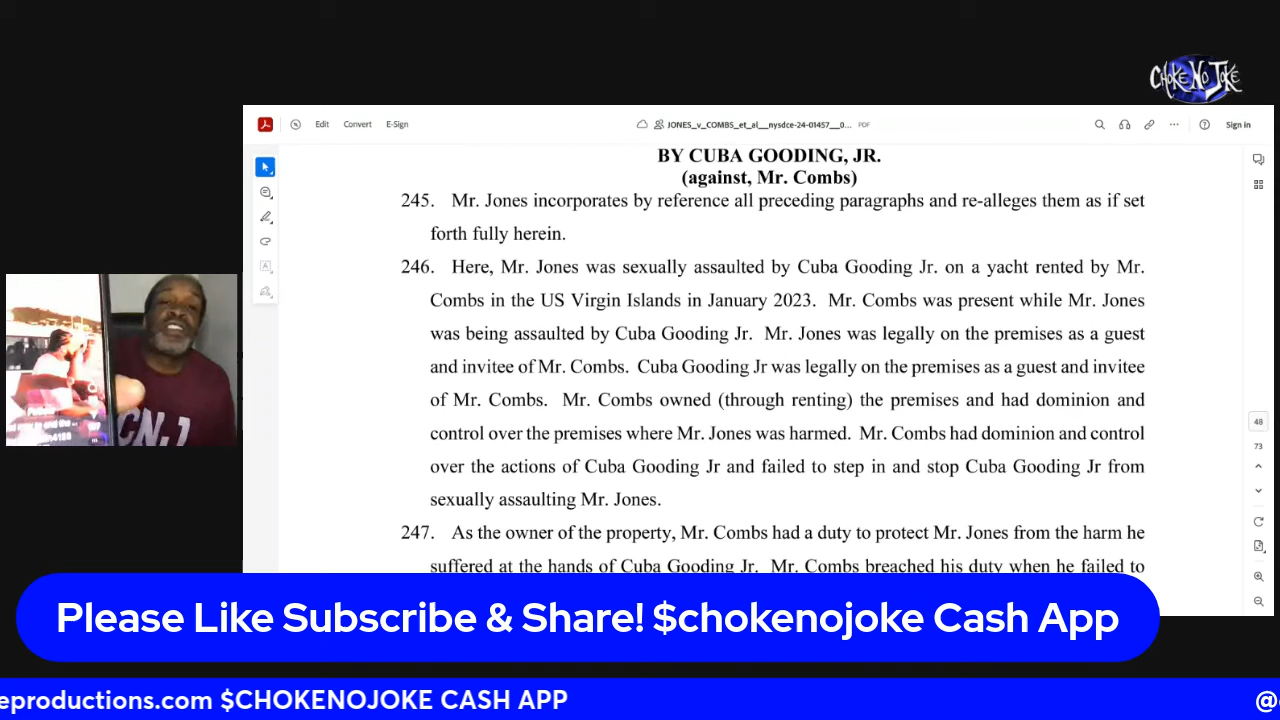 CHOKE NO JOKE
Edit Convert E-Sign
JONES_v_COMBS_et_al__nysdce-24-01457__0... PDF
Sign in
BY CUBA GOODING, JR.
(against, Mr. Combs)
245. Mr. Jones incorporates by reference all preceding paragraphs and re-alleges them as if set
forth fully herein.
246. Here, Mr. Jones was sexually assaulted by Cuba Gooding Jr. on a yacht rented by Mr.
Combs in the US Virgin Islands in January 2023. Mr. Combs was present while Mr. Jones
was being assaulted by Cuba Gooding Jr. Mr. Jones was legally on the premises as a guest
and invitee of Mr. Combs. Cuba Gooding Jr was legally on the premises as a guest and invitee
of Mr. Combs. Mr. Combs owned (through renting) the premises and had dominion and
control over the premises where Mr. Jones was harmed. Mr. Combs had dominion and control
over the actions of Cuba Gooding Jr and failed to step in and stop Cuba Gooding Jr from
sexually assaulting Mr. Jones.
247. As the owner of the property, Mr. Combs had a duty to protect Mr. Jones from the harm he
suffered at the hands of Cuba Gooding Jr. Mr. Combs breached his duty when he failed to
48
73
CNJ
Please Like Subscribe & Share! $chokenojoke Cash App
eproductions.com $CHOKENOJOKE CASH APP
@